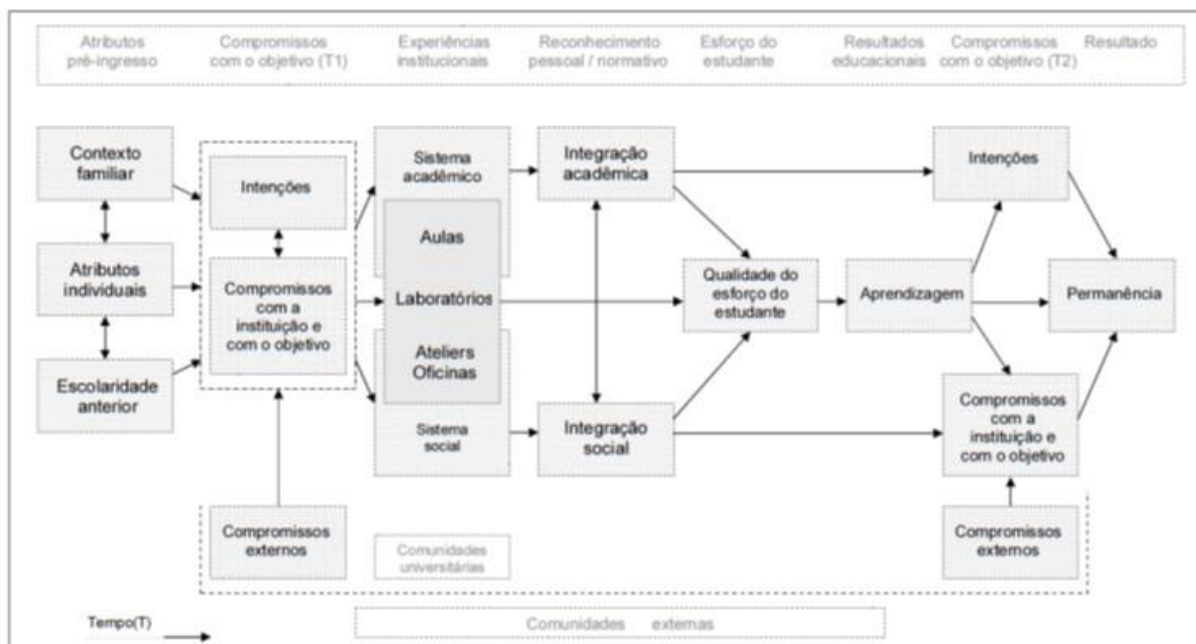 Atributos
pré-ingresso
Compromissos
com o objetivo (T1)
Experiências
institucionais
Reconhecimento
pessoal / normativo
Esforço do
estudante
Resultados
educacionais
Compromissos
com o objetivo (T2)
Resultado
Contexto
familiar
Atributos
individuais
Escolaridade
anterior
Intenções
Compromissos
com a
instituição e
com o objetivo
Compromissos
externos
Sistema
acadêmico
Aulas
Laboratórios
Ateliers
Oficinas
Sistema
social
Comunidades
universitárias
Integração
acadêmica
Integração
social
Qualidade do
esforço do
estudante
Aprendizagem
Intenções
Compromissos
com a
instituição e
com o objetivo
Compromissos
externos
Permanência
Tempo(T)
Comunidades externas